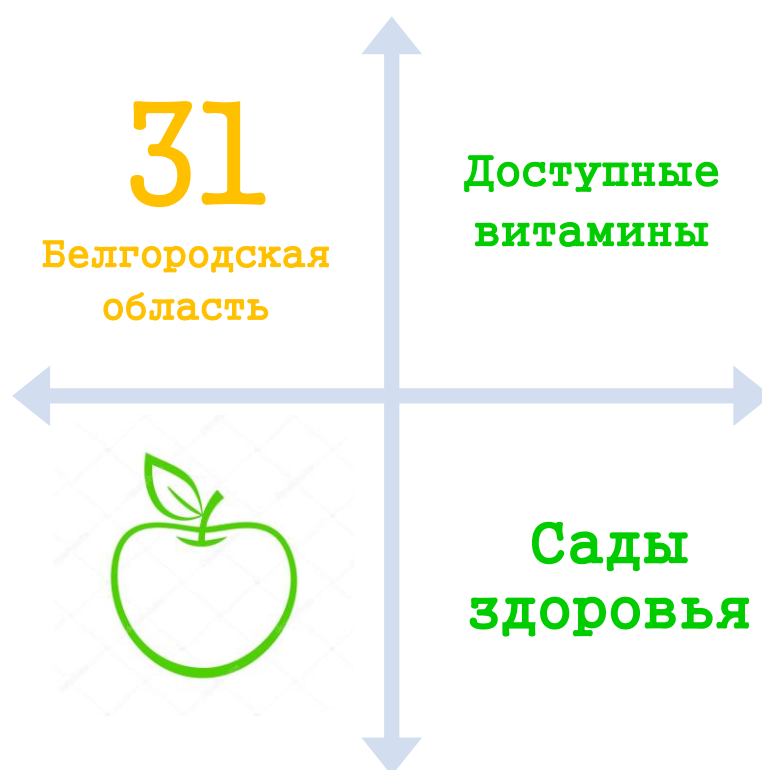 31
Белгородская
область
Доступные
витамины
Сады
здоровья